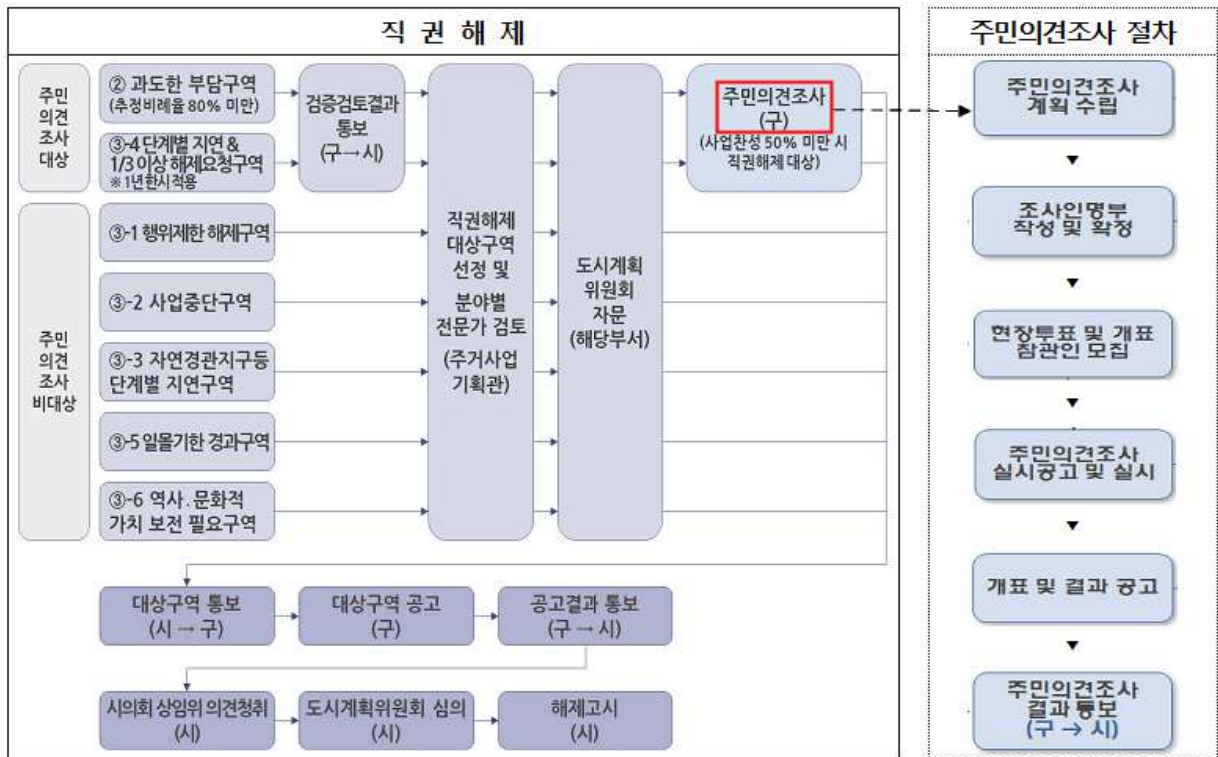 직 권 해 제
주민의견조사 절차
주민
의견
조사
대상
② 과도한 부담구역
(추정비례율 80% 미만)
③-4 단계별 지연 &
1/3 이상 해제요청구역
※ 1년한시적용
검증검토결과
통보
(구→시)
주민
의견
조사
비대상
③-1 행위제한 해제구역
③-2 사업중단구역
③-3 자연경관지구등
단계별 지연구역
③-5 일몰기한 경과구역
③-6 역사.문화적
가치 보전 필요구역
직권해제
대상구역
선정 및
분야별
전문가 검토
(주거사업
기획관)
도시계획
위원회
자문
(해당부서)
주민의견조사
(구)
(사업찬성 50% 미만 시
직권해제 대상)
대상구역 통보
(시 → 구)
대상구역 공고
(구)
공고결과 통보
(구 → 시)
시의회 상임위 의견청취
(시)
도시계획위원회 심의
(시)
해제고시
(시)
주민의견조사
계획 수립
▼
조사인명부
작성 및 확정
▼
현장투표 및 개표
참관인 모집
▼
주민의견조사
실시공고 및 실시
▼
개표 및 결과 공고
▼
주민의견조사
결과 통보
(구 → 시)